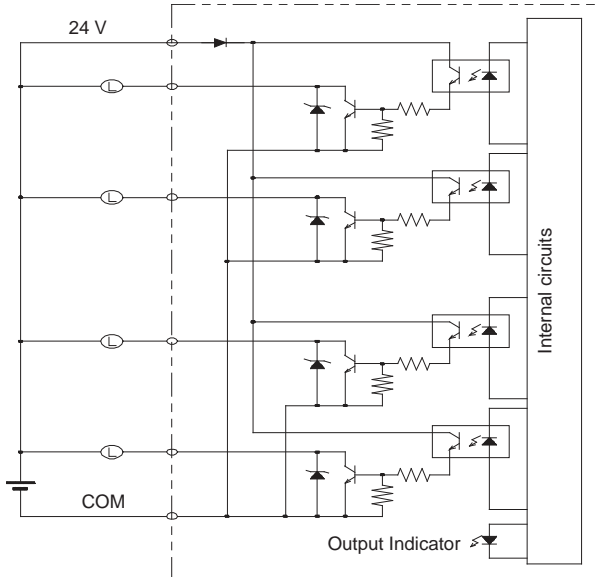 24 V
L
L
Internal circuits
L
L
COM
Output Indicator